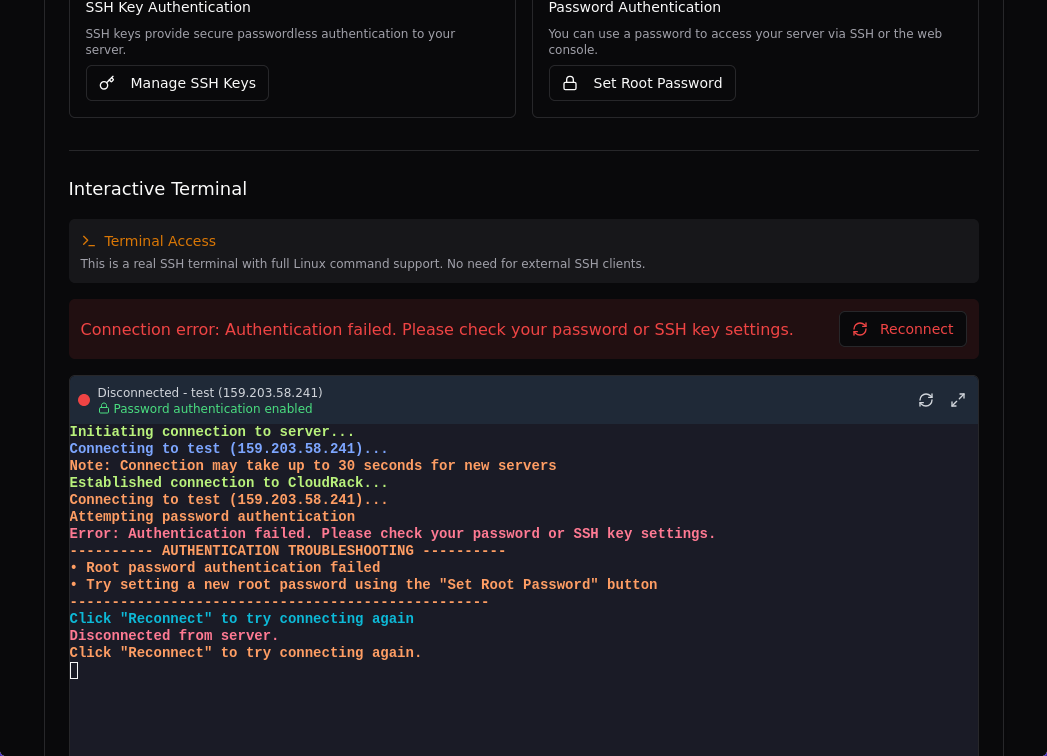 SSH Key Authentication
SSH keys provide secure passwordless authentication to your
server.
Manage SSH Keys
Password Authentication
You can use a password to access your server via SSH or the web
console.
Set Root Password
Interactive Terminal
Terminal Access
This is a real SSH terminal with full Linux command support. No need for external SSH clients.
Connection error: Authentication failed. Please check your password or SSH key settings.
Reconnect
Disconnected - test (159.203.58.241)
Password authentication enabled
Initiating connection to server...
Connecting to test (159.203.58.241)...
Note: Connection may take up to 30 seconds for new servers
Established connection to CloudRack...
Connecting to test (159.203.58.241)...
Attempting password authentication
Error: Authentication failed. Please check your password or SSH key settings.
---------- AUTHENTICATION TROUBLESHOOTING ----------
• Root password authentication failed
• Try setting a new root password using the "Set Root Password" button
--------------------------------------------------
Click "Reconnect" to try connecting again
Disconnected from server.
Click "Reconnect" to try connecting again.